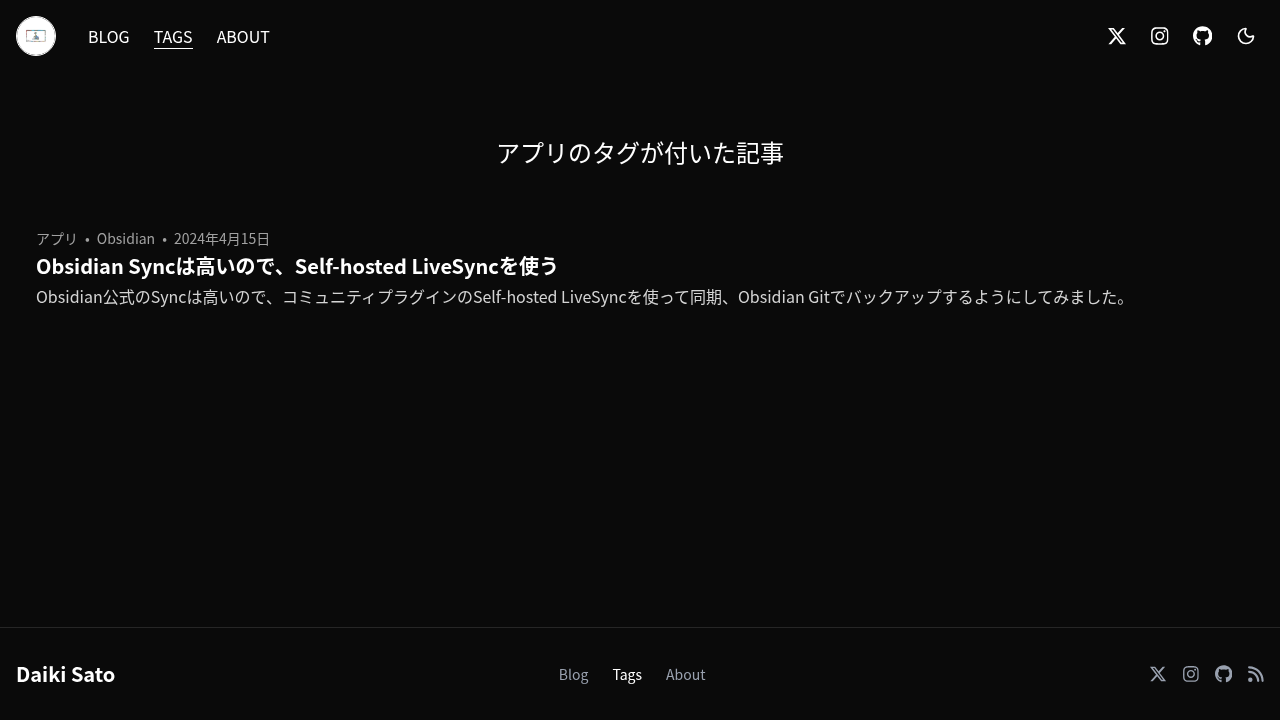 BLOG TAGS ABOUT
アプリのタグが付いた記事
アプリ • Obsidian • 2024年4月15日
Obsidian Syncは高いので、Self-hosted LiveSyncを使う
Obsidian公式のSyncは高いので、コミュニティプラグインのSelf-hosted LiveSyncを使って同期、Obsidian Gitでバックアップするようにしてみました。
Daiki Sato
Blog Tags About